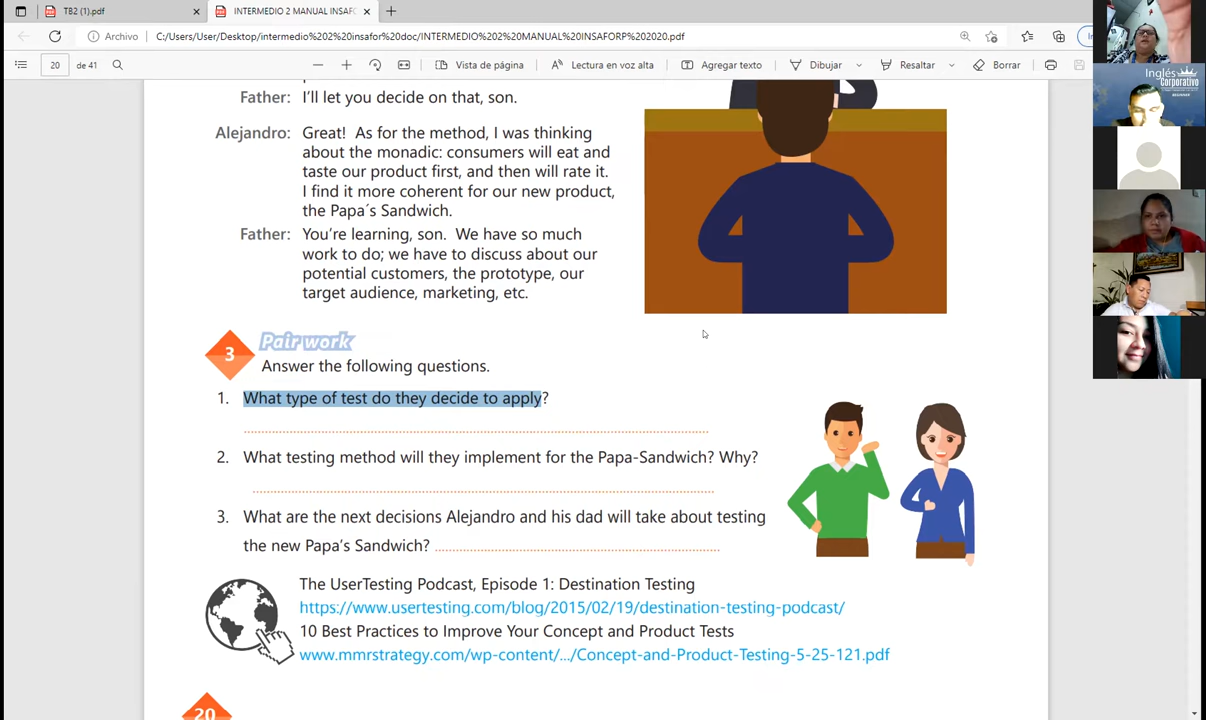 TB2 (1).pdf
INTERMEDIO 2 MANUAL INSAFO
Archivo
C:/Users/User/Desktop/intermedio%202%20insafor%20doc/INTERMEDIO%202%20MANUAL%20INSAFORP%202020.pdf
20 de 41
Vista de página
Lectura en voz alta
Agregar texto
Dibujar
Resaltar
Borrar
Inglés
Corporativo
BEGINNER
Father: I'll let you decide on that, son.
Alejandro: Great! As for the method, I was thinking
about the monadic: consumers will eat and
taste our product first, and then will rate it.
I find it more coherent for our new product,
the Papa´s Sandwich.
Father: You're learning, son. We have so much
work to do; we have to discuss about our
potential customers, the prototype, our
target audience, marketing, etc.
3
Pair work
Answer the following questions.
1. What type of test do they decide to apply?
2. What testing method will they implement for the Papa-Sandwich? Why?
3. What are the next decisions Alejandro and his dad will take about testing
the new Papa's Sandwich?
The UserTesting Podcast, Episode 1: Destination Testing
https://www.usertesting.com/blog/2015/02/19/destination-testing-podcast/
10 Best Practices to Improve Your Concept and Product Tests
www.mmrstrategy.com/wp-content/.../Concept-and-Product-Testing-5-25-121.pdf
20